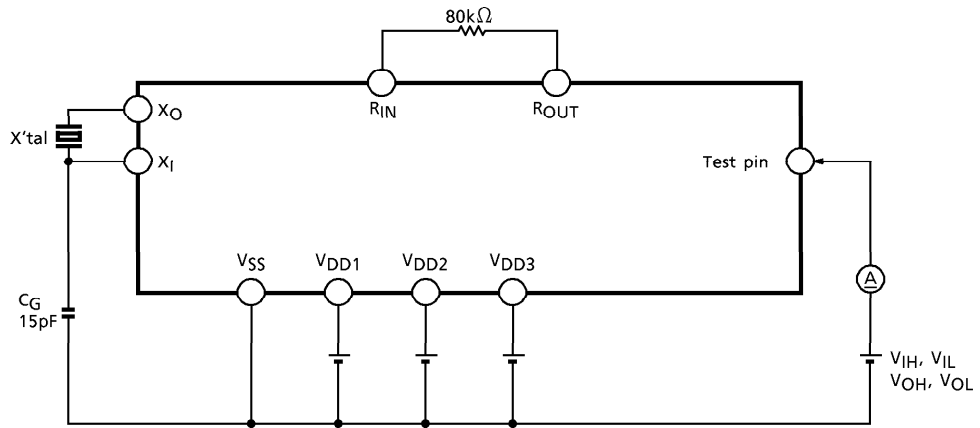 80kΩ
RIN
ROUT
XO
X'tal
XI
Test pin
VSS
VDD1
VDD2
VDD3
CG
15pF
A
VIH, VIL
VOH, VOL